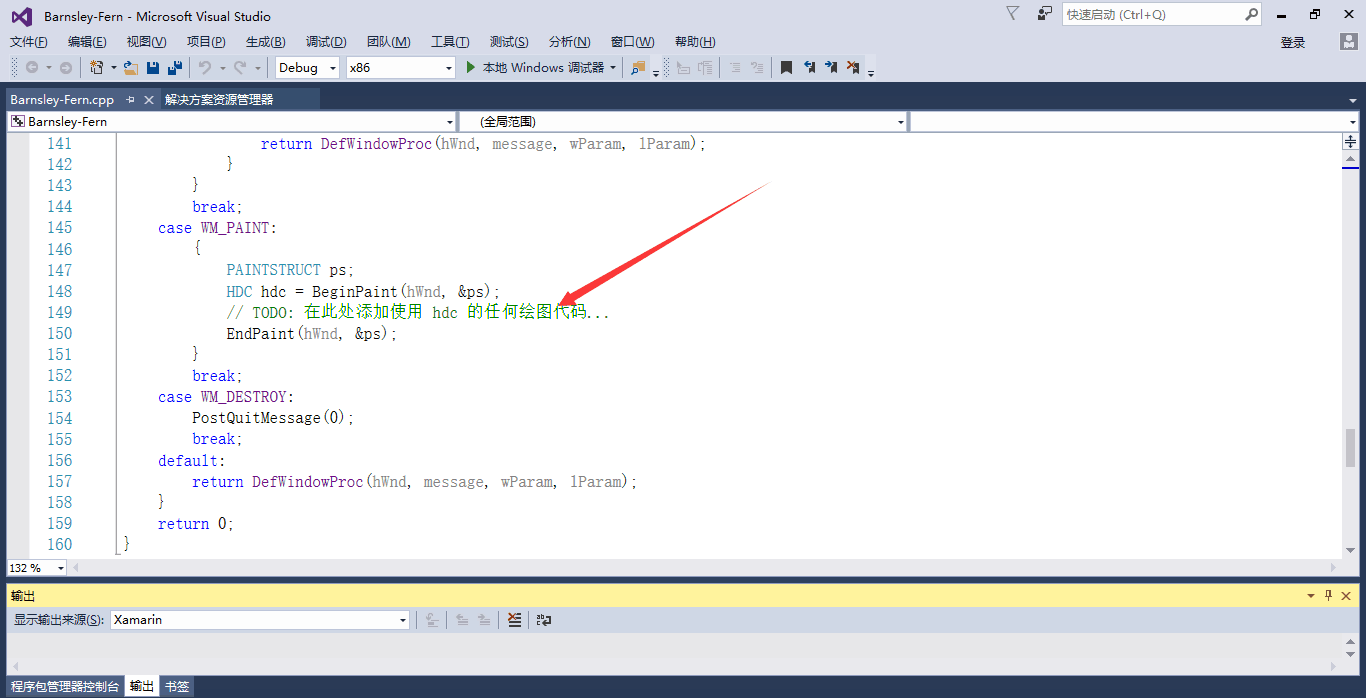 Barnsley-Fern - Microsoft Visual Studio
快速启动 (Ctrl+Q)
文件(F) 编辑(E) 视图(V) 项目(P) 生成(B) 调试(D) 团队(M) 工具(T) 测试(S) 分析(N) 窗口(W) 帮助(H) 登录
Debug x86 本地 Windows 调试器
Barnsley-Fern.cpp 解决方案资源管理器
Barnsley-Fern (全局范围)
141 return DefWindowProc(hWnd, message, wParam, lParam);
142 }
143 }
144 break;
145 case WM_PAINT:
146 {
147 PAINTSTRUCT ps;
148 HDC hdc = BeginPaint(hWnd, &ps);
149 // TODO: 在此处添加使用 hdc 的任何绘图代码...
150 EndPaint(hWnd, &ps);
151 }
152 break;
153 case WM_DESTROY:
154 PostQuitMessage(0);
155 break;
156 default:
157 return DefWindowProc(hWnd, message, wParam, lParam);
158 }
159 return 0;
160 }
132 %
输出
显示输出来源(S): Xamarin
程序包管理器控制台 输出 书签